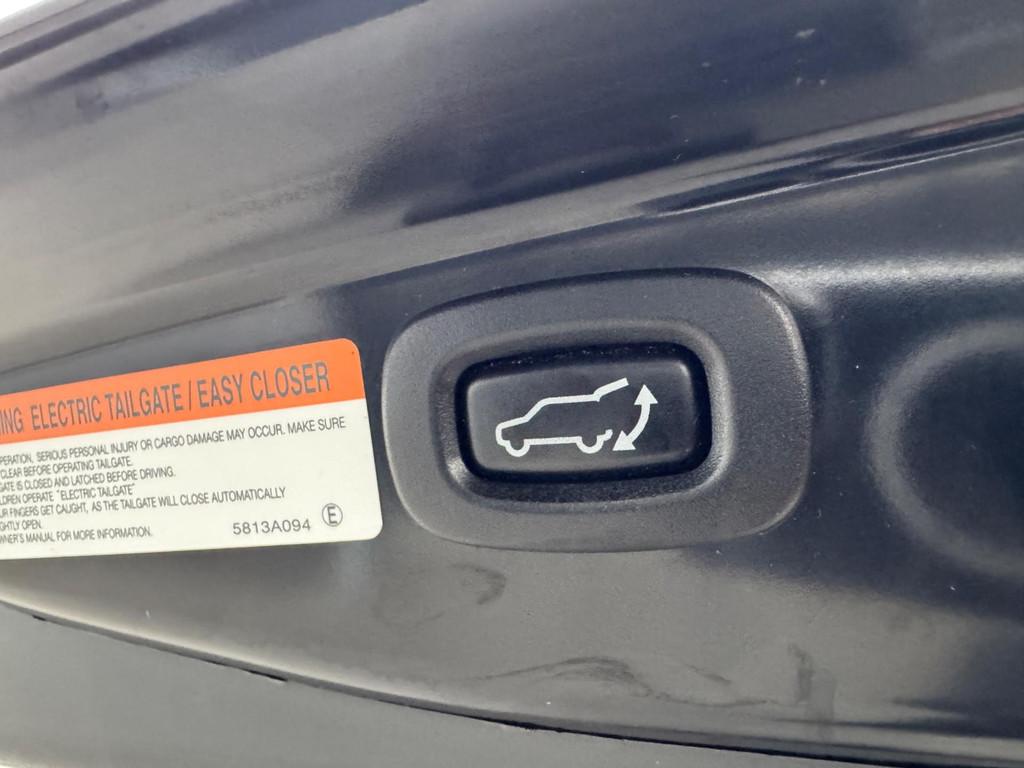 ING ELECTRIC TAILGATE / EASY CLOSER
PERATION, SERIOUS PERSONAL INJURY OR CARGO DAMAGE MAY OCCUR. MAKE SURE
CLEAR BEFORE OPERATING TAILGATE.
GATE IS CLOSED AND LATCHED BEFORE DRIVING.
LDREN OPERATE "ELECTRIC TAILGATE"
UR FINGERS GET CAUGHT, AS THE TAILGATE WILL CLOSE AUTOMATICALLY
GHTLY OPEN.
WNER'S MANUAL FOR MORE INFORMATION.
5813A094 E